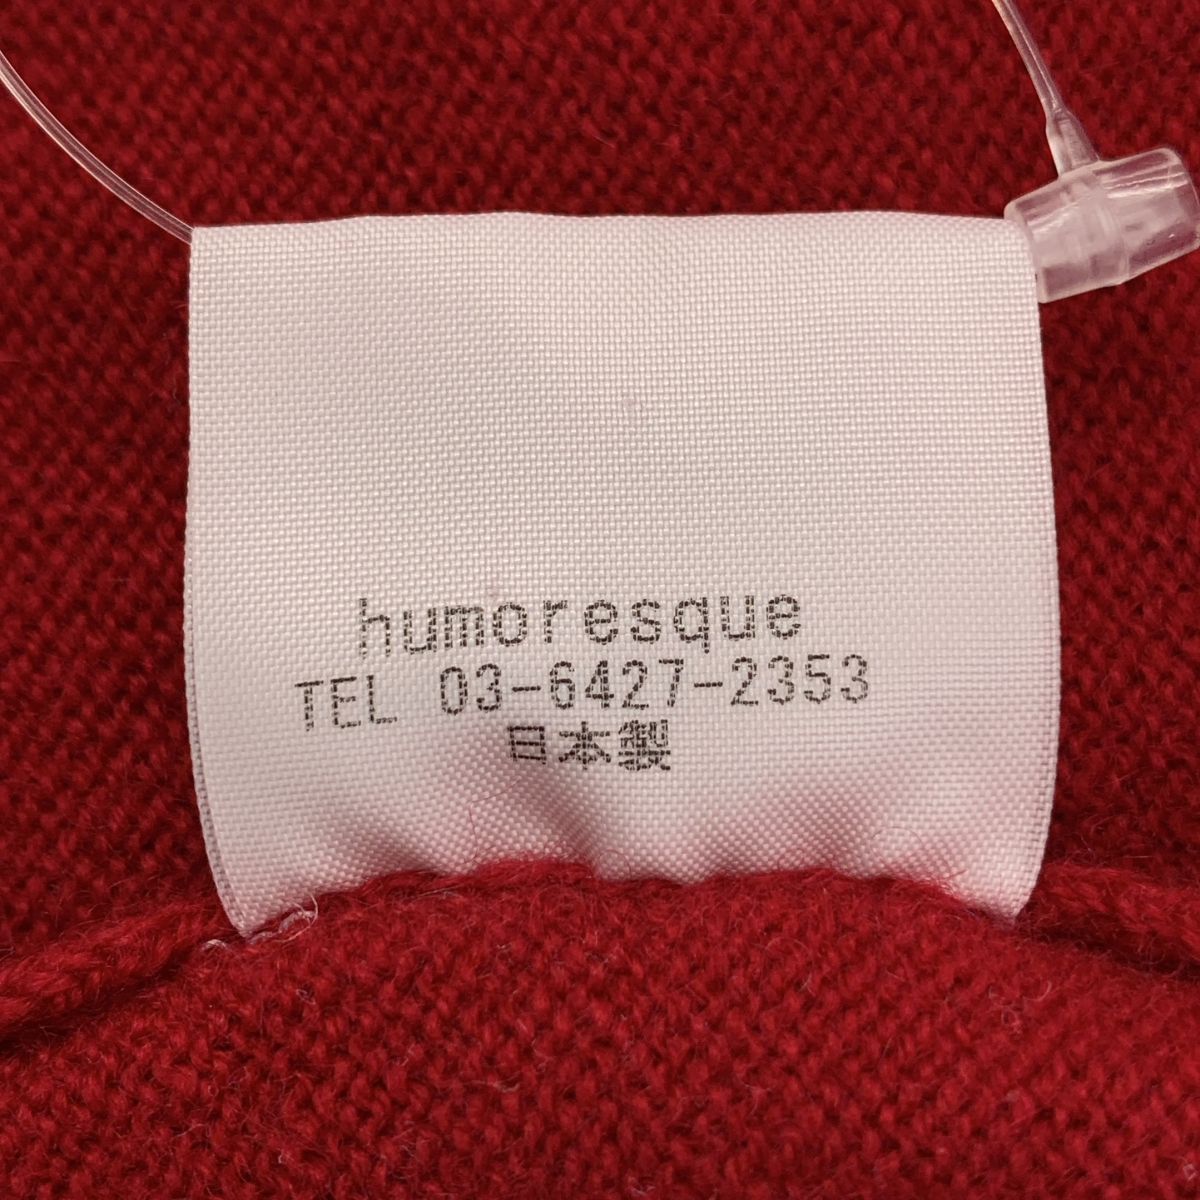 humoresque
TEL 03-6427-2353
日本製